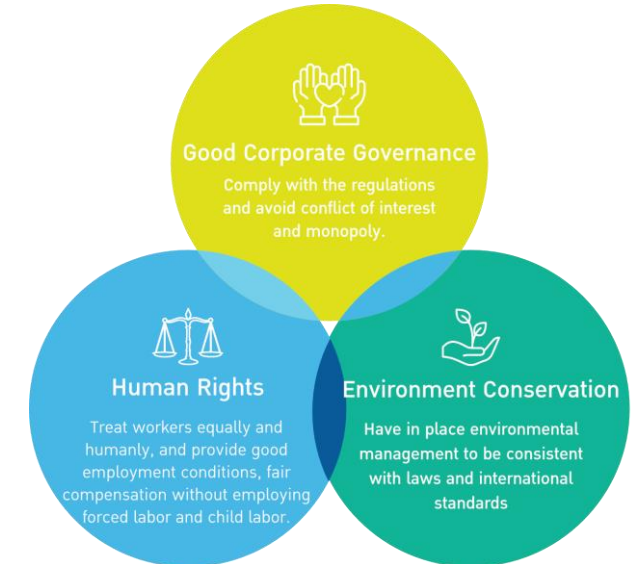 Good Corporate Governance
Comply with the regulations
and avoid conflict of interest
and monopoly.
Human Rights
Treat workers equally and
humanly, and provide good
employment conditions, fair
compensation without employing
forced labor and child labor.
Environment Conservation
Have in place environmental
management to be consistent
with laws and international
standards